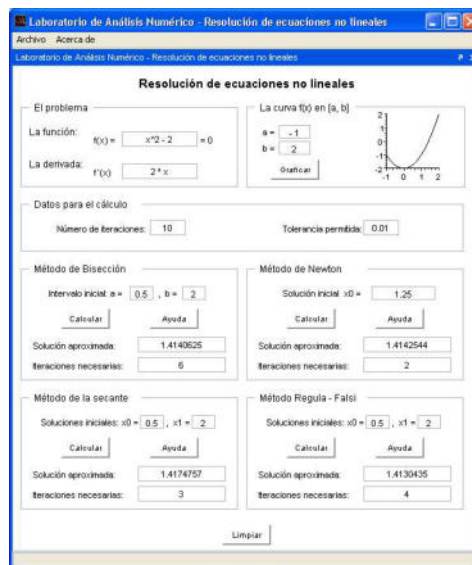 Laboratorio de Análisis Numérico - Resolución de ecuaciones no lineales
Archivo Acerca de
Laboratorio de Análisis Numérico - Resolución de ecuaciones no lineales
Resolución de ecuaciones no lineales
El problema
La función: f(x) = x^2 - 2 = 0
La derivada: f'(x) 2 * x
La curva f(x) en [a, b]
a = - 1
b = 2
Graficar
2
1
0
-1
-2
-1 0 1 2
Datos para el cálculo
Número de iteraciones: 10 Tolerancia permitida: 0.01
Método de Bisección
Intervalo inicial: a = 0.5 , b = 2
Calcular Ayuda
Solución aproximada: 1.4140625
Iteraciones necesarias: 6
Método de Newton
Solución inicial x0 = 1.25
Calcular Ayuda
Solución aproximada: 1.4142544
Iteraciones necesarias: 2
Método de la secante
Soluciones iniciales: x0 = 0.5 , x1 = 2
Calcular Ayuda
Solución aproximada: 1.4174757
Iteraciones necesarias: 3
Método Regula - Falsi
Soluciones iniciales: x0 = 0.5 , x1 = 2
Calcular Ayuda
Solución aproximada: 1.4130435
Iteraciones necesarias: 4
Limpiar